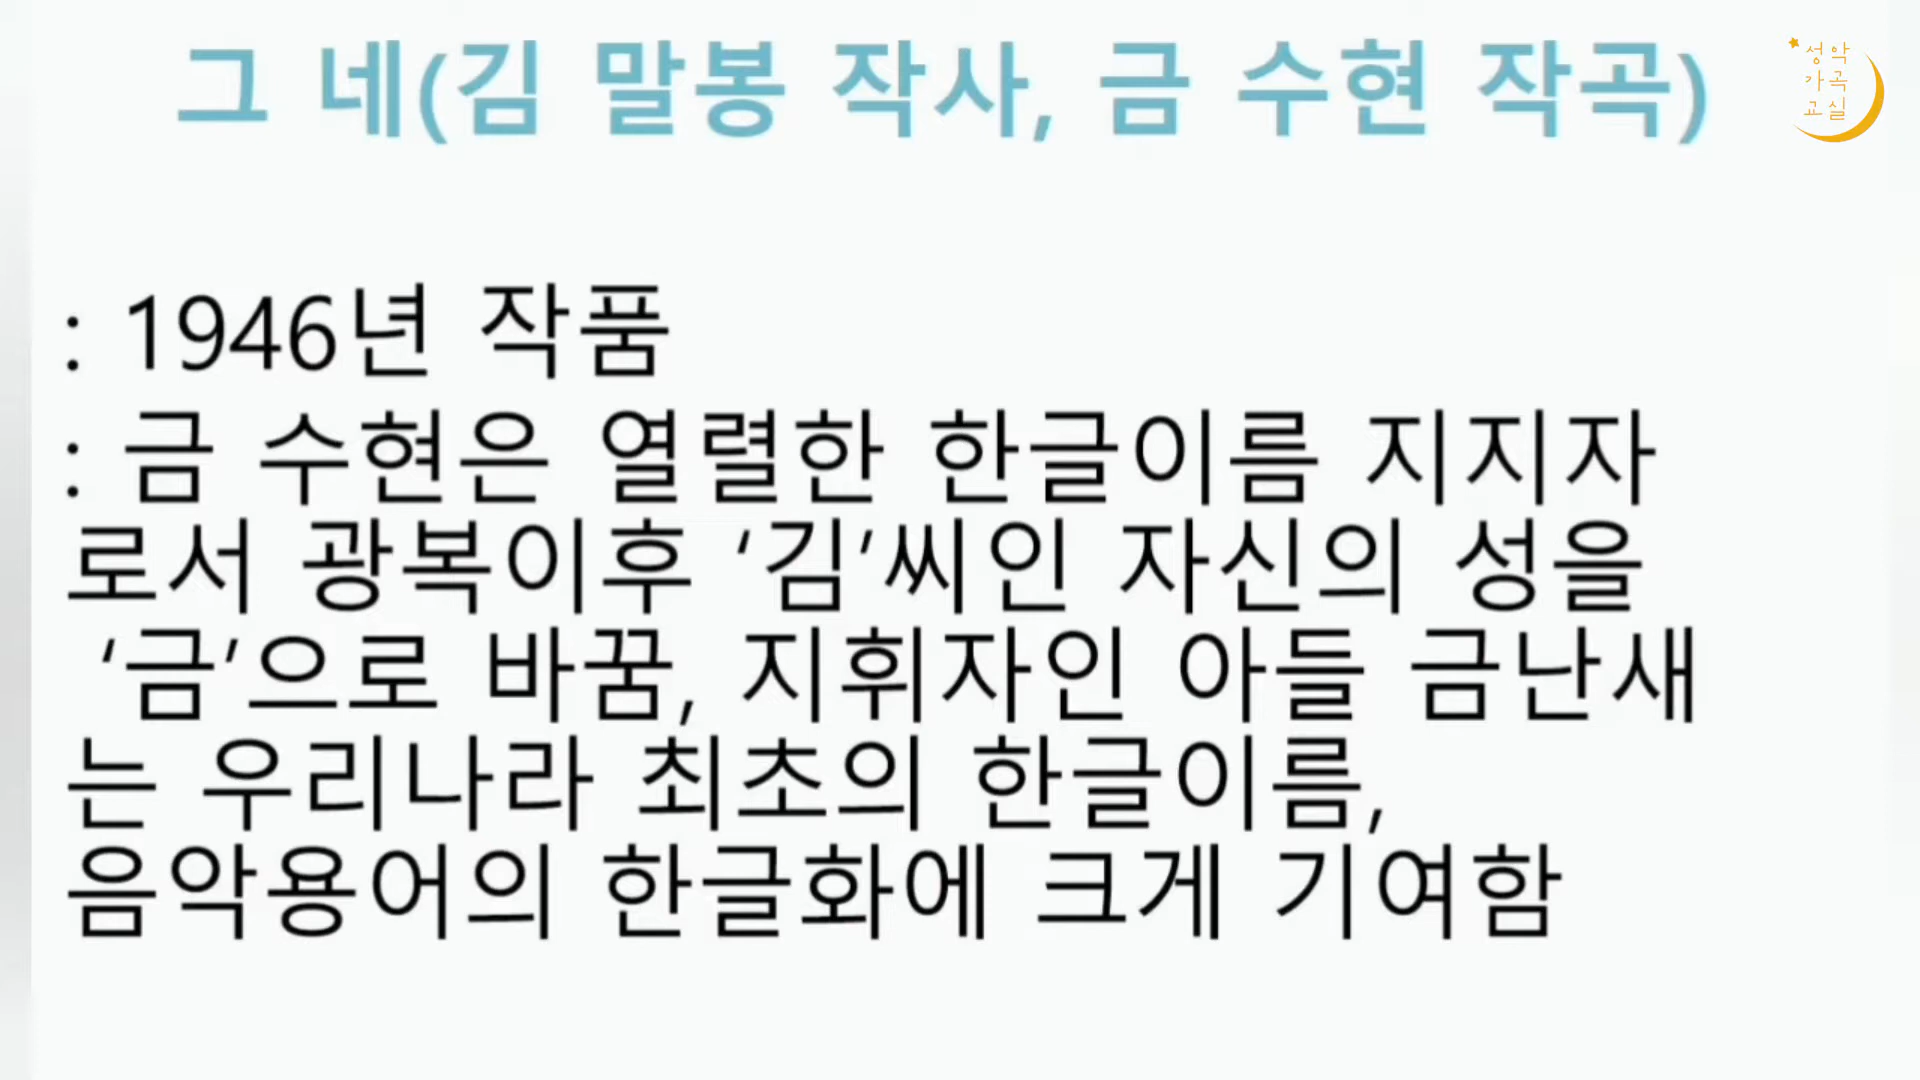 그 네(김 말봉 작사, 금 수현 작곡)
성악
가곡
교실
: 1946년 작품
: 금 수현은 열렬한 한글이름 지지자
로서 광복이후 ‘김’씨인 자신의 성을
‘금’으로 바꿈, 지휘자인 아들 금난새
는 우리나라 최초의 한글이름,
음악용어의 한글화에 크게 기여함